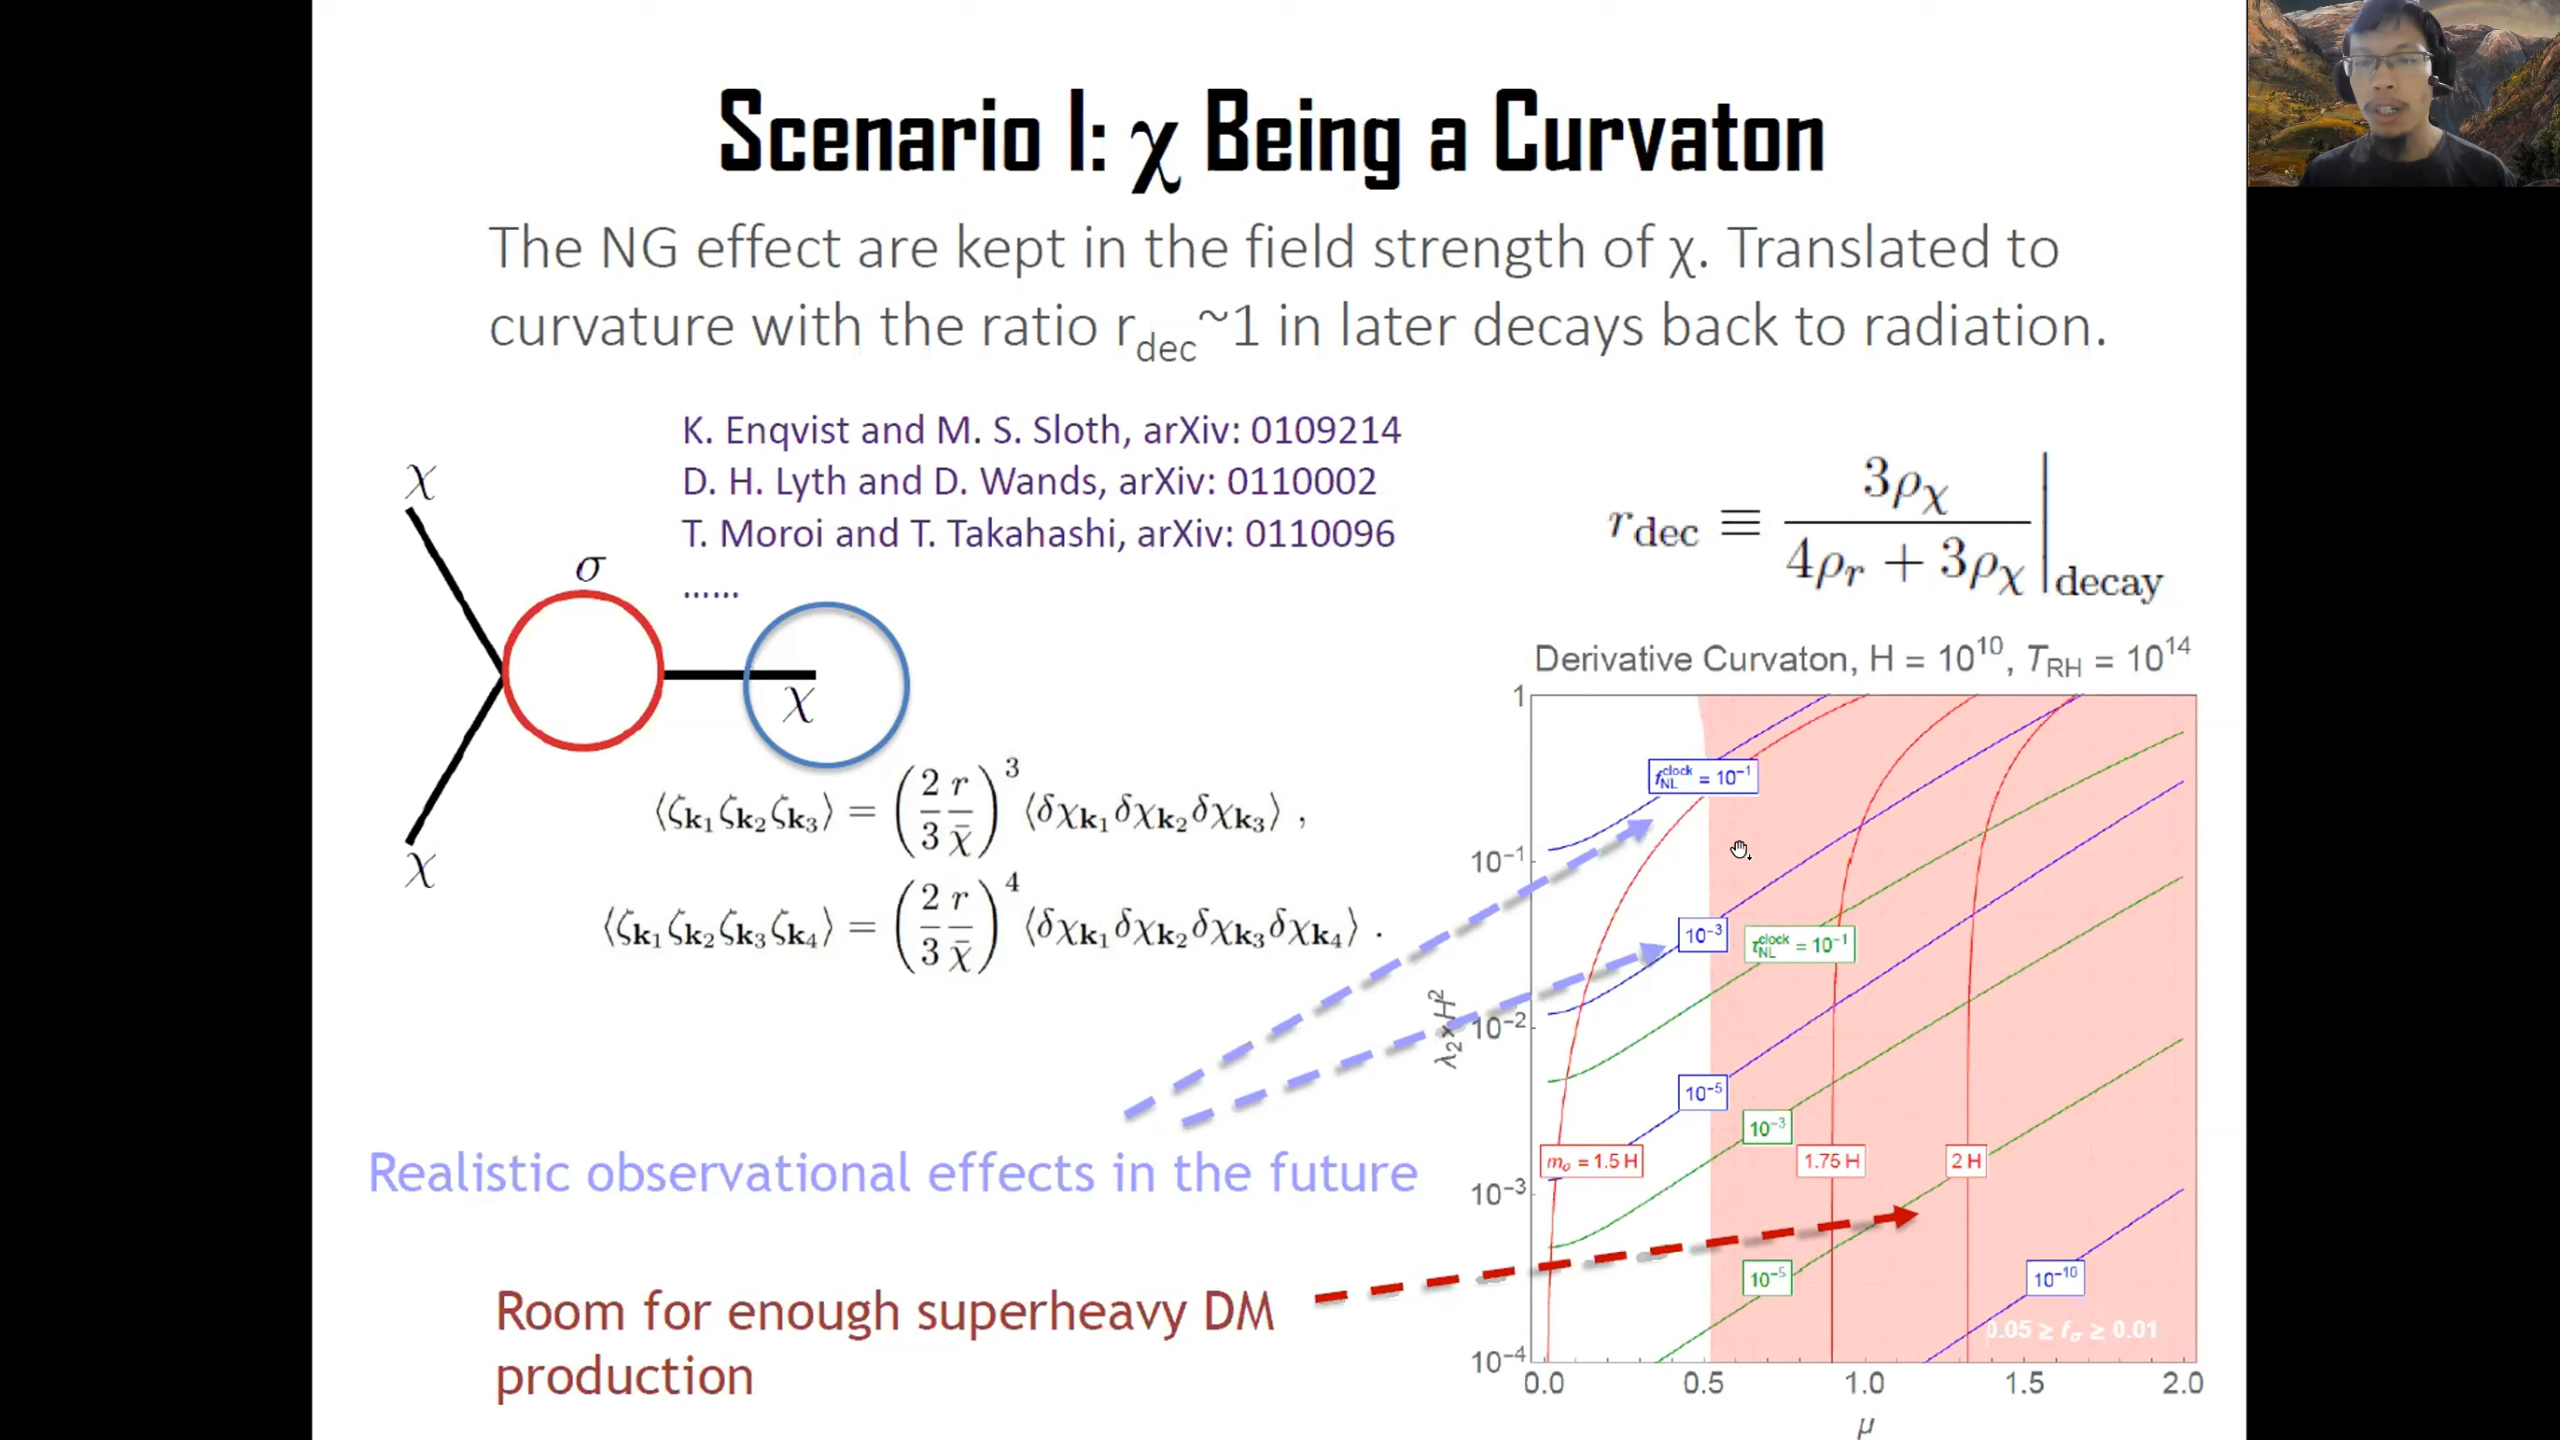 Scenario I: χ Being a Curvaton
The NG effect are kept in the field strength of χ. Translated to
curvature with the ratio r_dec~1 in later decays back to radiation.
K. Enqvist and M. S. Sloth, arXiv: 0109214
D. H. Lyth and D. Wands, arXiv: 0110002
T. Moroi and T. Takahashi, arXiv: 0110096
......
χ
σ
χ
χ
r_dec ≡ 3ρ_χ / (4ρ_r + 3ρ_χ) |_decay
⟨ζ_k1 ζ_k2 ζ_k3⟩ = (2/3 r/χ̄)^3 ⟨δχ_k1 δχ_k2 δχ_k3⟩ ,
⟨ζ_k1 ζ_k2 ζ_k3 ζ_k4⟩ = (2/3 r/χ̄)^4 ⟨δχ_k1 δχ_k2 δχ_k3 δχ_k4⟩ .
Realistic observational effects in the future
Room for enough superheavy DM
production
Derivative Curvaton, H = 10^10, T_RH = 10^14
1
10^-1
10^-2
10^-3
10^-4
λ_2 × H^2
f_NL^clock = 10^-1
10^-3
τ_NL^clock = 10^-1
10^-5
10^-3
m_σ = 1.5 H
1.75 H
2 H
10^-5
10^-10
0.05 ≥ f_σ ≥ 0.01
0.0 0.5 1.0 1.5 2.0
μ